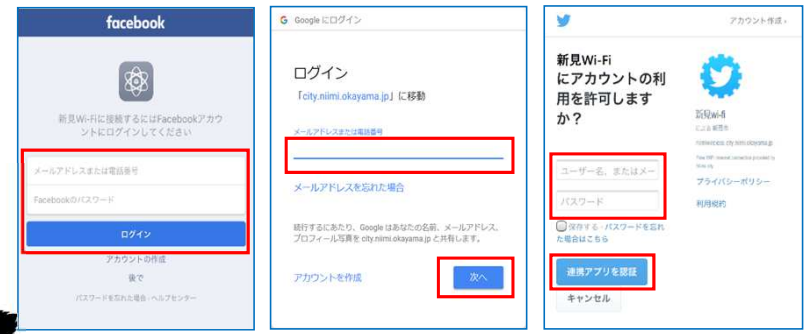 facebook
新見Wi-Fiに接続するにはFacebookアカウ
ントにログインしてください
メールアドレスまたは電話番号
Facebookのパスワード
ログイン
アカウントの作成
後で
パスワードを忘れた場合・ヘルプセンター
G Google にログイン
ログイン
「city.niimi.okayama.jp」に移動
メールアドレスまたは電話番号
メールアドレスを忘れた場合
続行するにあたり、Google はあなたの名前、メールアドレス、
プロフィール写真を city.niimi.okayama.jp と共有します。
アカウントを作成
次へ
アカウント作成 ›
新見Wi-Fi
にアカウントの利
用を許可します
か?
ユーザー名、またはメー
パスワード
保存する・パスワードを忘れ
た場合はこちら
連携アプリを認証
キャンセル
新見wi-fi
による 新見市
Free WiFi internet connection provided by
Niimi city.
プライバシーポリシー
利用規約